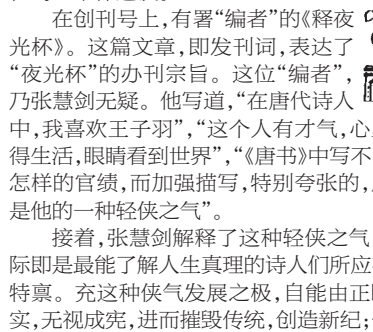 在创刊号上,有署“编者”的《释夜
光杯》。这篇文章,即发刊词,表达了
“夜光杯”的办刊宗旨。这位“编者”,
乃张慧剑无疑。他写道,“在唐代诗人
中,我喜欢王子羽”,“这个人有才气,心
得生活,眼睛看到世界”,“《唐书》中写不
怎样的官绩,而加强描写,特别夸张的,
是他的一种轻侠之气”。
接着,张慧剑解释了这种轻侠之气
际即是最能了解人生真理的诗人们所应
特禀。充这种侠气发展之极,自能由正
实,无视成宪,进而摧毁传统,创造新纪;